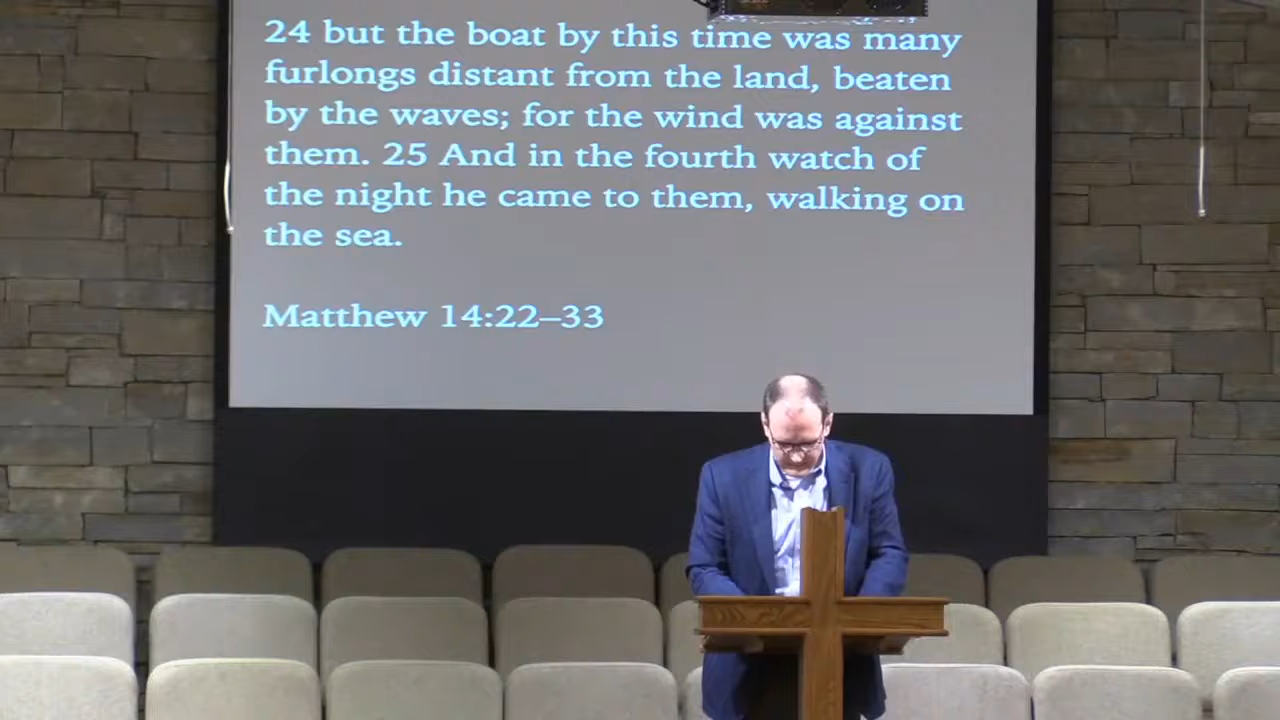 24 but the boat by this time was many
furlongs distant from the land, beaten
by the waves; for the wind was against
them. 25 And in the fourth watch of
the night he came to them, walking on
the sea.
Matthew 14:22–33